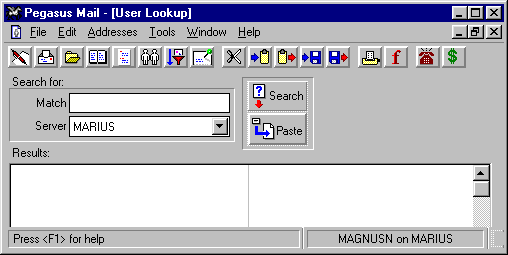 Pegasus Mail - [User Lookup]
File Edit Addresses Tools Window Help
Search for:
Match
Server MARIUS
Search
Paste
Results:
Press <F1> for help MAGNUSN on MARIUS